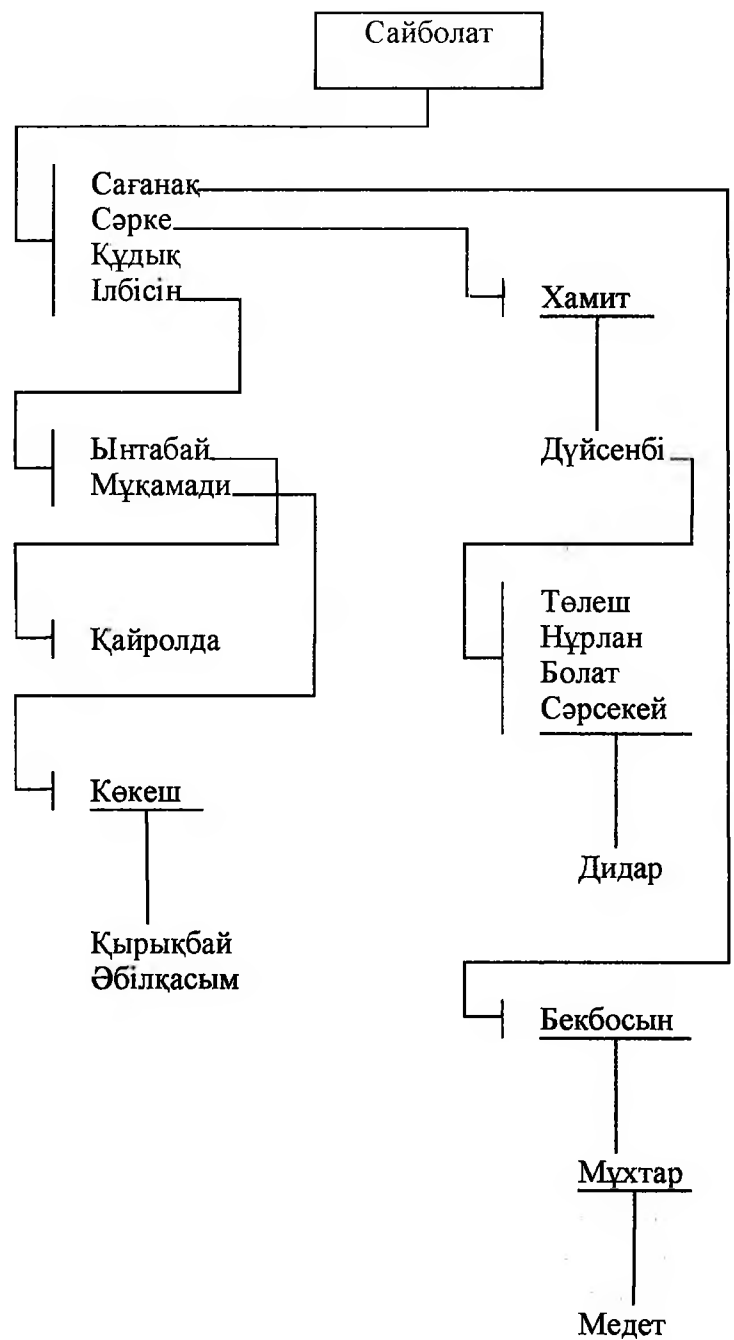 Сайболат
Сағанақ
Сәрке
Құдық
Ілбісін
Ынтабай
Мұқамади
Қайролда
Көкеш
Қырықбай
Әбілқасым
Хамит
Дүйсенбі
Төлеш
Нұрлан
Болат
Сәрсекей
Дидар
Бекбосын
Мұхтар
Медет